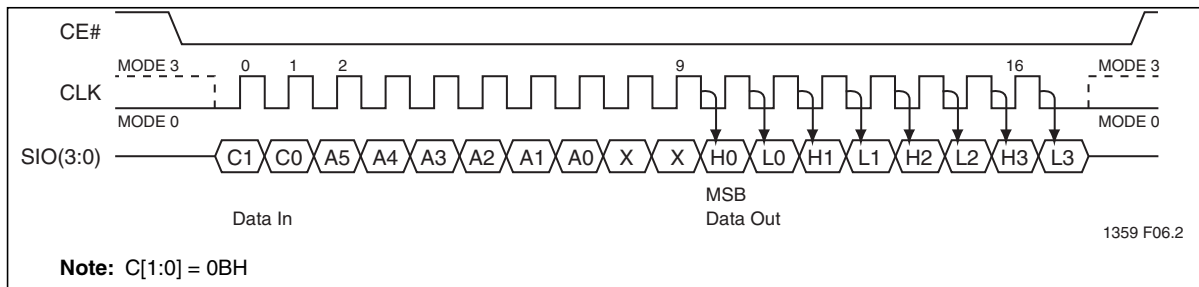 CE#
MODE 3 0 1 2 9 16 MODE 3
CLK
MODE 0 MODE 0
SIO(3:0) C1 C0 A5 A4 A3 A2 A1 A0 X X H0 L0 H1 L1 H2 L2 H3 L3
MSB
Data In Data Out
1359 F06.2
Note: C[1:0] = 0BH